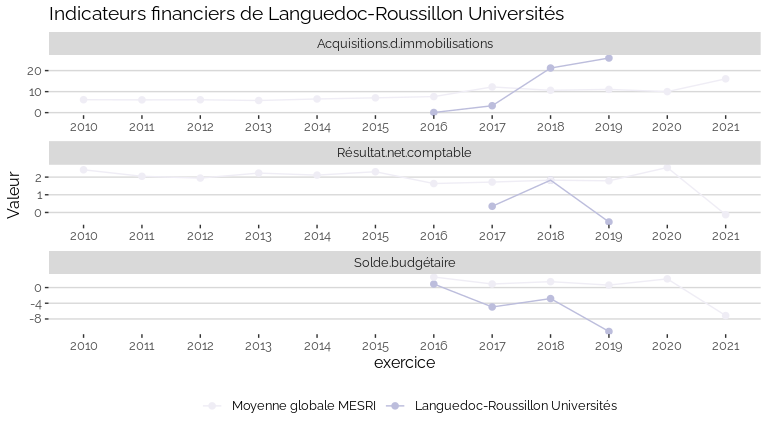 Indicateurs financiers de Languedoc-Roussillon Universités
Acquisitions.d.immobilisations
20
10
0
2010 2011 2012 2013 2014 2015 2016 2017 2018 2019 2020 2021
Résultat.net.comptable
2
1
0
2010 2011 2012 2013 2014 2015 2016 2017 2018 2019 2020 2021
Valeur
Solde.budgétaire
0
-4
-8
2010 2011 2012 2013 2014 2015 2016 2017 2018 2019 2020 2021
exercice
Moyenne globale MESRI Languedoc-Roussillon Universités